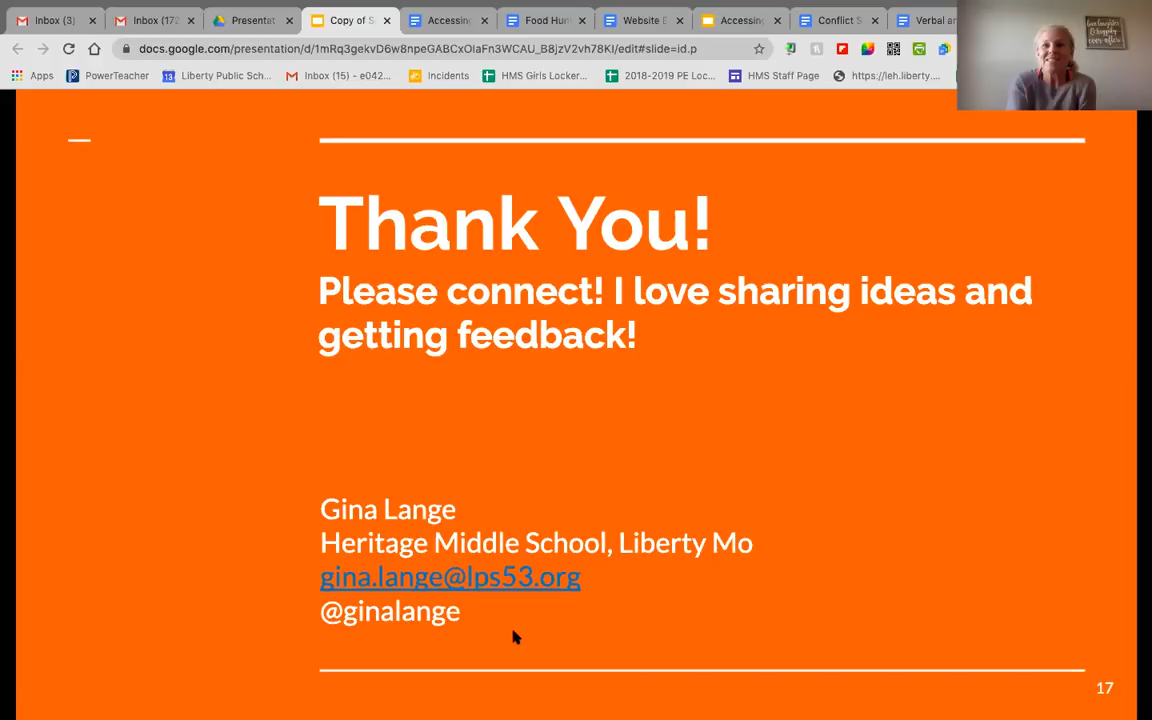 Inbox (3)
Inbox (172
Presentat
Copy of S
Accessing
Food Hun
Website E
Accessing
Conflict S
Verbal an
docs.google.com/presentation/d/1mRq3gekvD6w8npeGABCxOIaFn3WCAU_B8jzV2vh78KI/edit#slide=id.p
Apps
PowerTeacher
Liberty Public Sch...
Inbox (15) - e042...
Incidents
HMS Girls Locker...
2018-2019 PE Loc...
HMS Staff Page
https://leh.liberty....
Thank You!
Please connect! I love sharing ideas and
getting feedback!
Gina Lange
Heritage Middle School, Liberty Mo
gina.lange@lps53.org
@ginalange
17